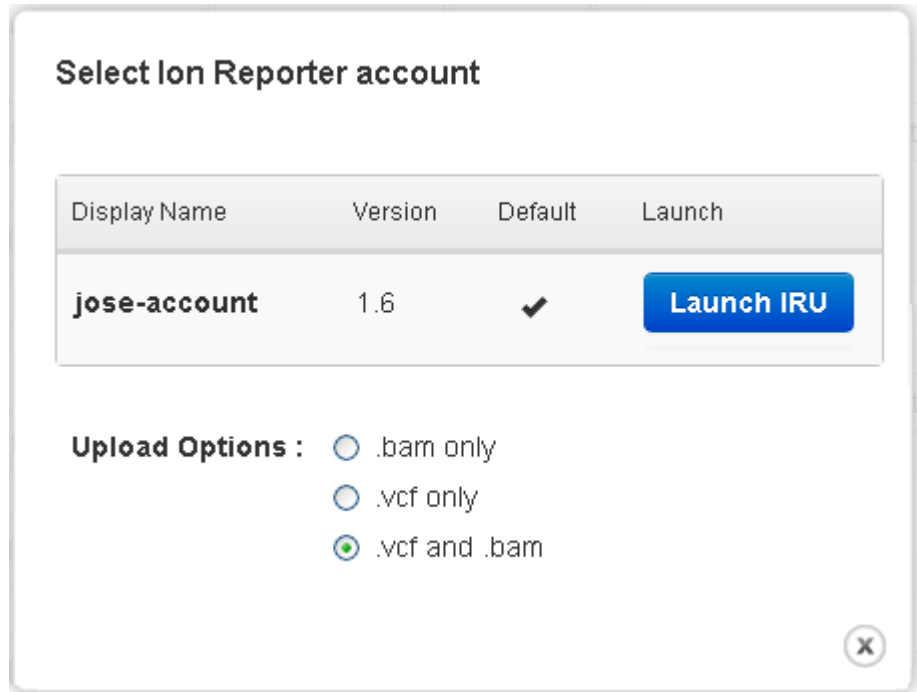 Select Ion Reporter account
Display Name Version Default Launch
jose-account 1.6 ✔ Launch IRU
Upload Options : .bam only
.vcf only
.vcf and .bam
x